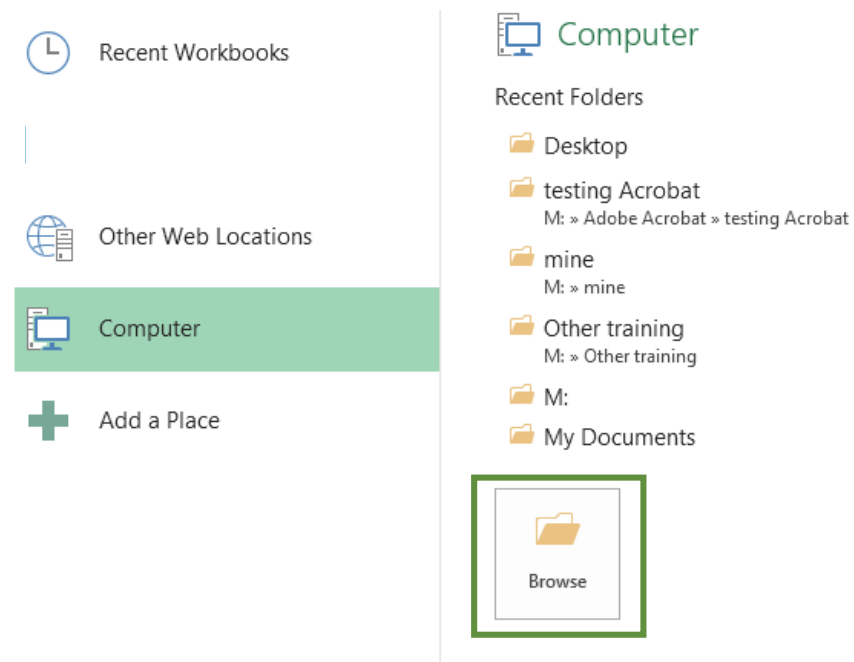 Recent Workbooks
Other Web Locations
Computer
Add a Place
Computer
Recent Folders
Desktop
testing Acrobat
M: » Adobe Acrobat » testing Acrobat
mine
M: » mine
Other training
M: » Other training
M:
My Documents
Browse